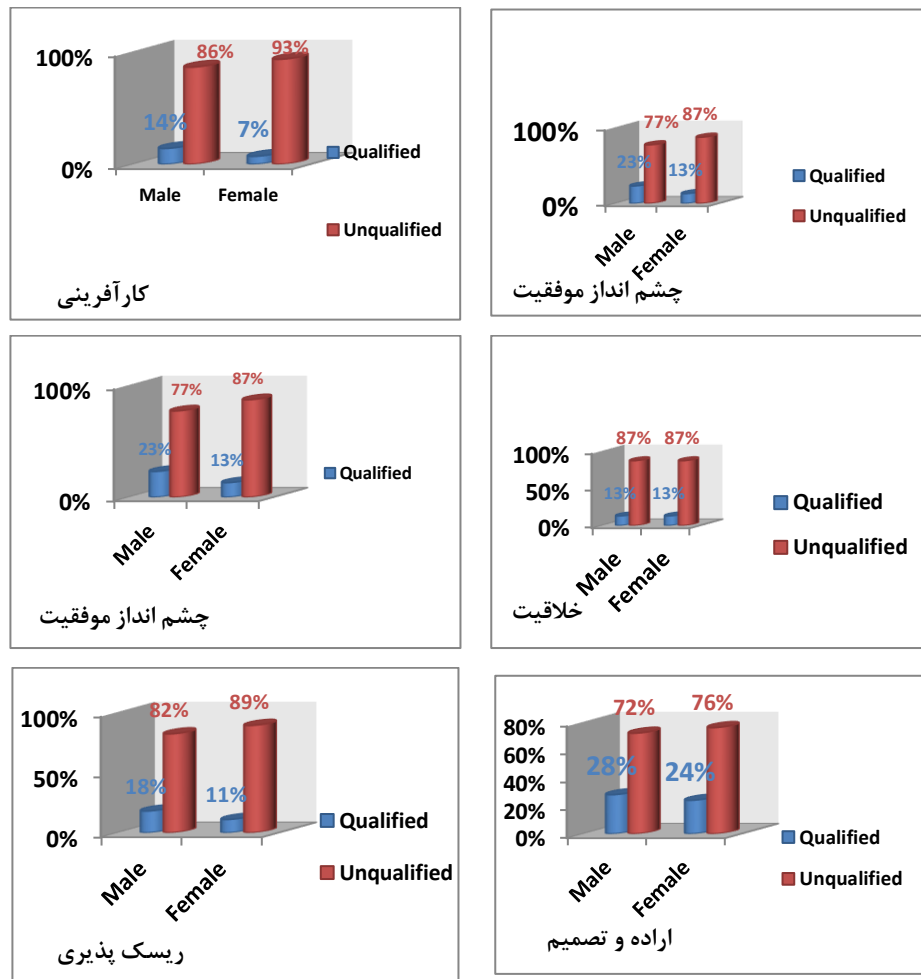 86%
93%
100%
14%
7%
0%
Male
Female
Qualified
Unqualified
کارآفرینی
77%
87%
100%
23%
13%
0%
Male
Female
Qualified
Unqualified
چشم انداز موفقیت
77%
87%
100%
23%
13%
0%
Male
Female
Qualified
چشم انداز موفقیت
87%
87%
100%
50%
13%
13%
0%
Male
Female
Qualified
Unqualified
خلاقیت
82%
89%
100%
50%
18%
11%
0%
Male
Female
Qualified
Unqualified
ریسک پذیری
72%
76%
80%
60%
28%
24%
40%
20%
0%
Male
Female
Qualified
Unqualified
اراده و تصمیم